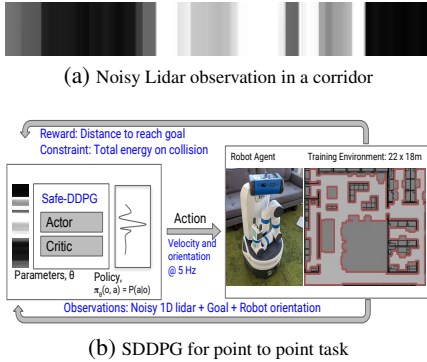 (a) Noisy Lidar observation in a corridor
Reward: Distance to reach goal
Constraint: Total energy on collision
Robot Agent
Training Environment: 22 x 18m
Safe-DDPG
Actor
Critic
Action
Velocity and
orientation
@ 5 Hz
Parameters, θ
Policy,
πθ(o, a) = P(a|o)
Observations: Noisy 1D lidar + Goal + Robot orientation
(b) SDDPG for point to point task